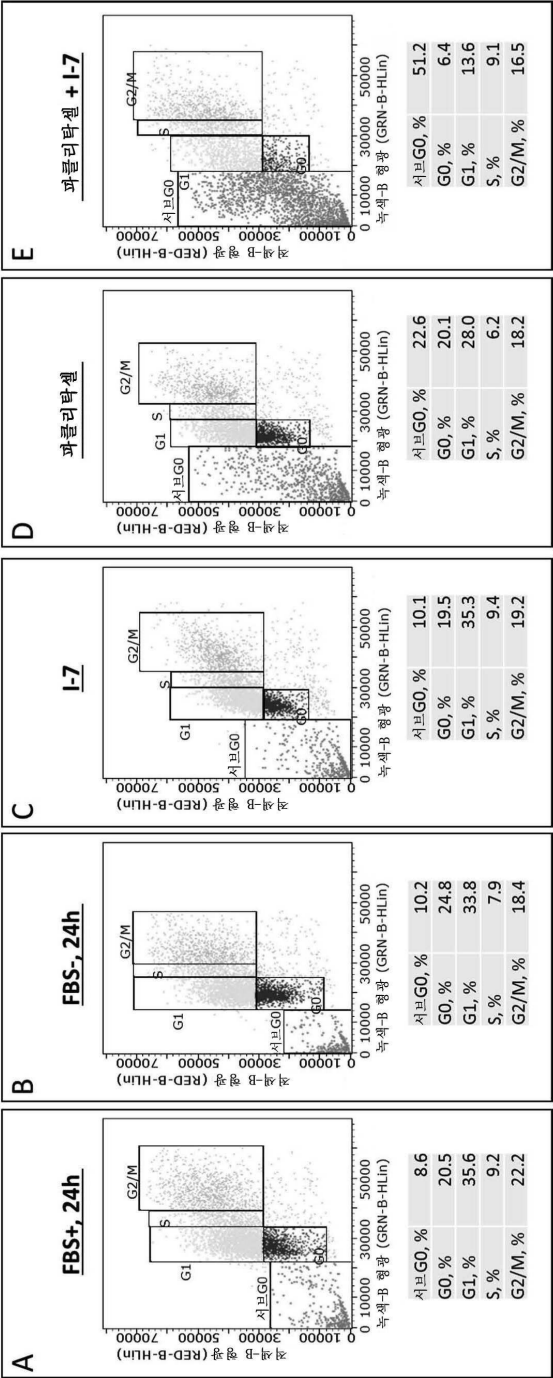 A
FBS+, 24h
적색-B 형광 (RED-B-HLin)
70000
50000
30000
10000
0
G2/M
S
G1
서브G0
G0
0 10000 30000 50000
녹색-B 형광 (GRN-B-HLin)
서브G0, % 8.6
G0, % 20.5
G1, % 35.6
S, % 9.2
G2/M, % 22.2
B
FBS-, 24h
적색-B 형광 (RED-B-HLin)
70000
50000
30000
10000
0
G2/M
S
G1
서브G0
G0
0 10000 30000 50000
녹색-B 형광 (GRN-B-HLin)
서브G0, % 10.2
G0, % 24.8
G1, % 33.8
S, % 7.9
G2/M, % 18.4
C
I-7
적색-B 형광 (RED-B-HLin)
70000
50000
30000
10000
0
G2/M
S
G1
서브G0
G0
0 10000 30000 50000
녹색-B 형광 (GRN-B-HLin)
서브G0, % 10.1
G0, % 19.5
G1, % 35.3
S, % 9.4
G2/M, % 19.2
D
파클리탁셀
적색-B 형광 (RED-B-HLin)
70000
50000
30000
10000
0
G2/M
S
G1
서브G0
G0
0 10000 30000 50000
녹색-B 형광 (GRN-B-HLin)
서브G0, % 22.6
G0, % 20.1
G1, % 28.0
S, % 6.2
G2/M, % 18.2
E
파클리탁셀 + I-7
적색-B 형광 (RED-B-HLin)
70000
50000
30000
10000
0
G2/M
S
서브G0
G1
G0
0 10000 30000 50000
녹색-B 형광 (GRN-B-HLin)
서브G0, % 51.2
G0, % 6.4
G1, % 13.6
S, % 9.1
G2/M, % 16.5